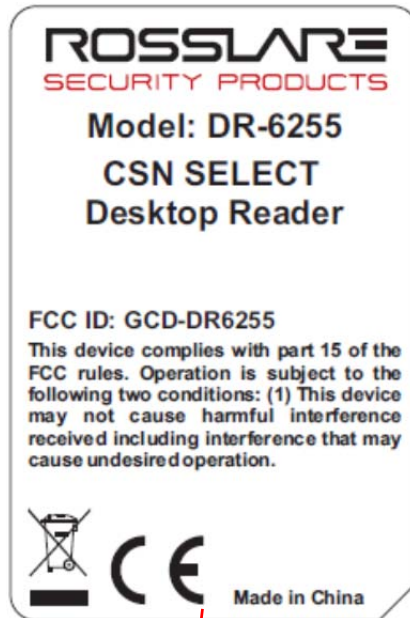 ROSSLARE
SECURITY PRODUCTS
Model: DR-6255
CSN SELECT
Desktop Reader
FCC ID: GCD-DR6255
This device complies with part 15 of the
FCC rules. Operation is subject to the
following two conditions: (1) This device
may not cause harmful interference
received including interference that may
cause undesired operation.
CE
Made in China